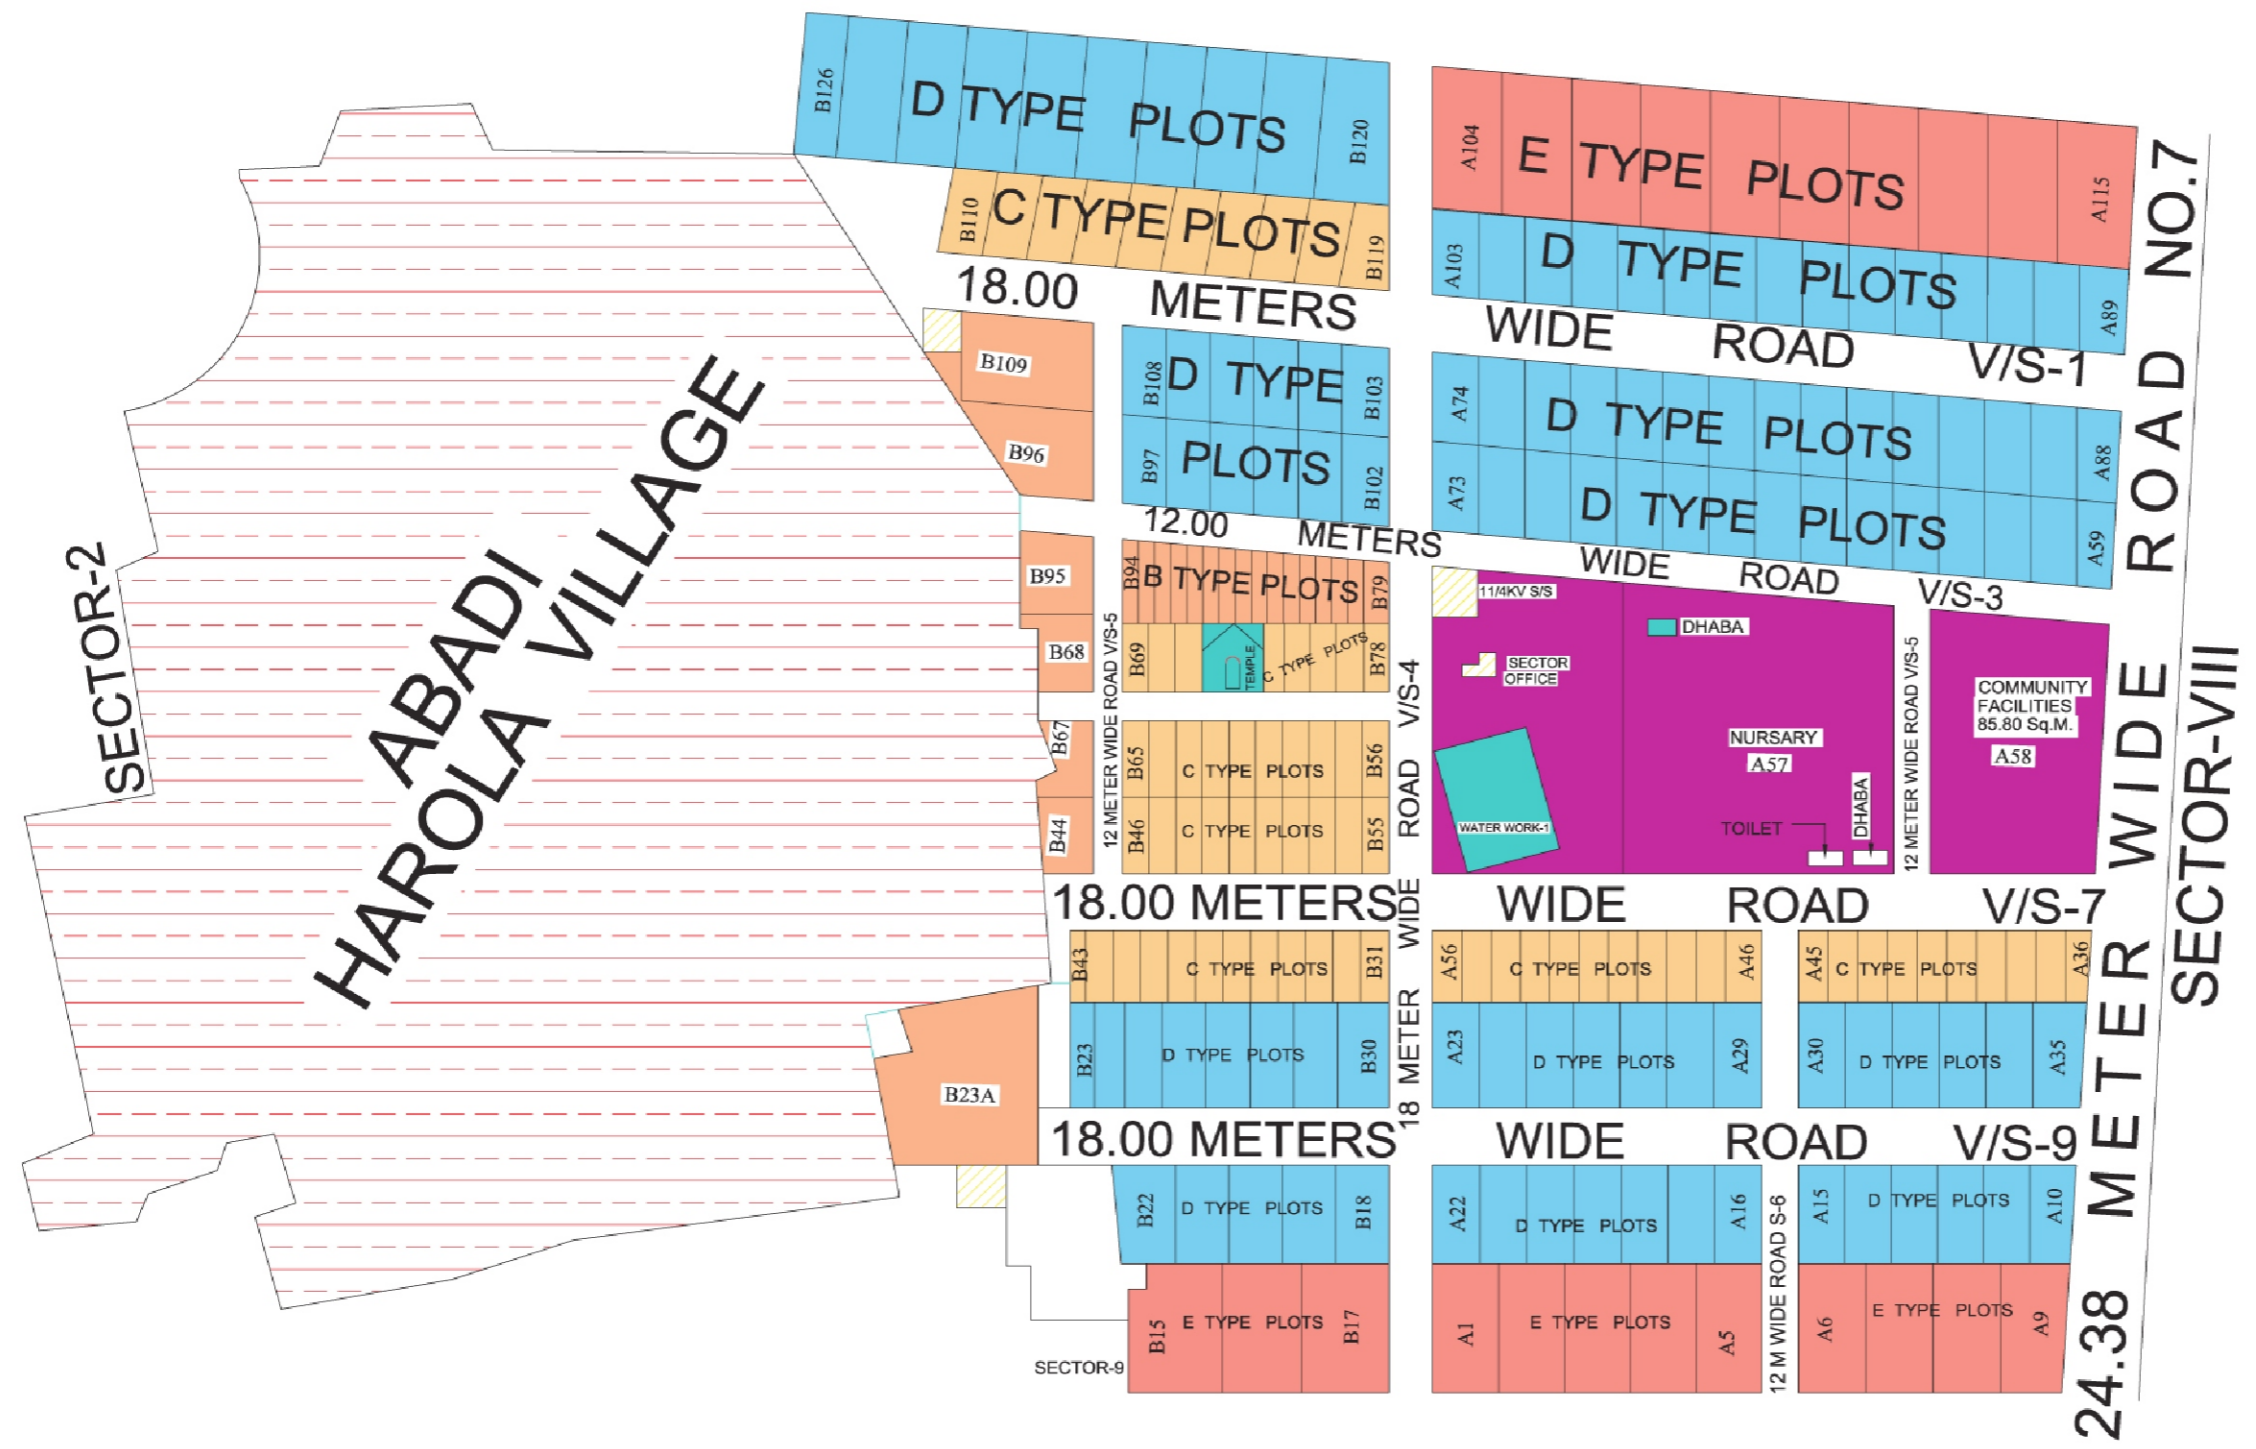 B126
D TYPE PLOTS
B120
B110
C TYPE PLOTS
B119
A104
E TYPE PLOTS
A115
A103
D TYPE PLOTS
A89
18.00 METERS WIDE ROAD V/S-1
B109
B96
B108
D TYPE
B103
B97
PLOTS
B102
A74
D TYPE PLOTS
A88
A73
D TYPE PLOTS
A59
12.00 METERS WIDE ROAD V/S-3
SECTOR-2
ABADI
HAROLA VILLAGE
B95
B68
B67
B44
12 METER WIDE ROAD V/S-5
B94
B TYPE PLOTS
B79
B69
TEMPLE
C TYPE PLOTS
B78
B65
C TYPE PLOTS
B56
B46
C TYPE PLOTS
B55
18 METER WIDE ROAD V/S-4
11/4KV S/S
DHABA
SECTOR
OFFICE
NURSARY
A57
WATER WORK-1
TOILET
DHABA
12 METER WIDE ROAD V/S-5
COMMUNITY
FACILITIES
85.80 Sq.M.
A58
18.00 METERS WIDE ROAD V/S-7
B43
C TYPE PLOTS
B31
A56
C TYPE PLOTS
A46
A45
C TYPE PLOTS
A36
B23
D TYPE PLOTS
B30
A23
D TYPE PLOTS
A29
A30
D TYPE PLOTS
A35
B23A
18.00 METERS WIDE ROAD V/S-9
B22
D TYPE PLOTS
B18
A22
D TYPE PLOTS
A16
A15
D TYPE PLOTS
A10
B15
E TYPE PLOTS
B17
A1
E TYPE PLOTS
A5
A6
E TYPE PLOTS
A9
12 M WIDE ROAD S-6
SECTOR-9
24.38 METER WIDE ROAD NO.7
SECTOR-VIII